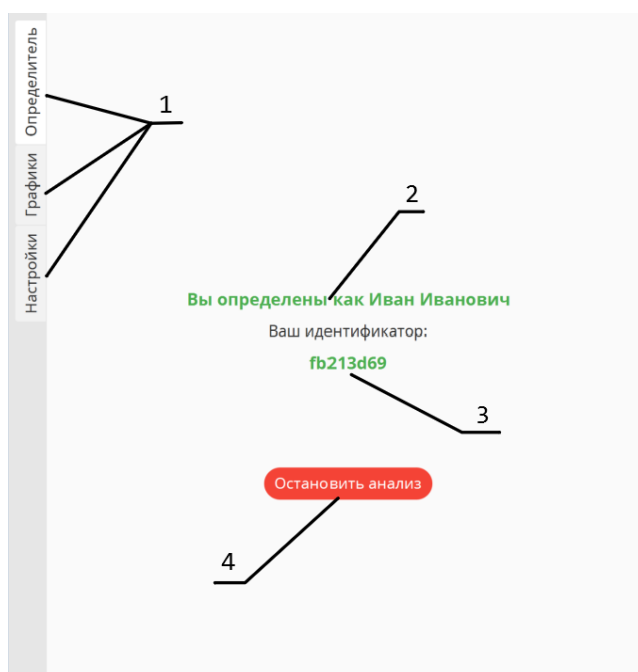 Определитель
Графики
Настройки
1
2
Вы определены как Иван Иванович
Ваш идентификатор:
fb213d69
3
Остановить анализ
4